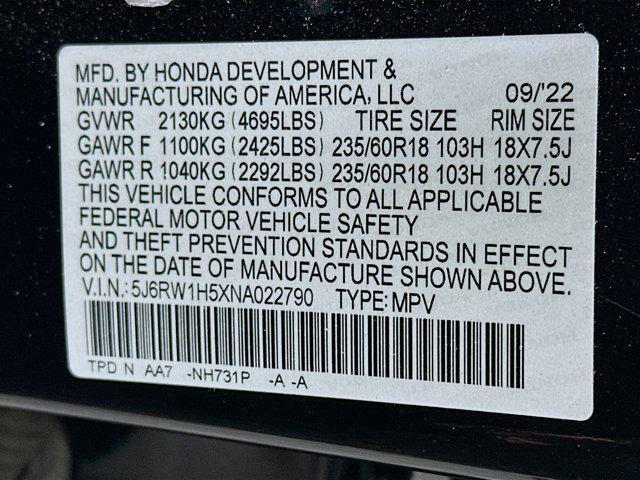 MFD. BY HONDA DEVELOPMENT &
MANUFACTURING OF AMERICA, LLC 09/'22
GVWR 2130KG (4695LBS) TIRE SIZE RIM SIZE
GAWR F 1100KG (2425LBS) 235/60R18 103H 18X7.5J
GAWR R 1040KG (2292LBS) 235/60R18 103H 18X7.5J
THIS VEHICLE CONFORMS TO ALL APPLICABLE
FEDERAL MOTOR VEHICLE SAFETY
AND THEFT PREVENTION STANDARDS IN EFFECT
ON THE DATE OF MANUFACTURE SHOWN ABOVE.
V.I.N.:5J6RW1H5XNA022790 TYPE:MPV
TPD N AA7 -NH731P -A -A